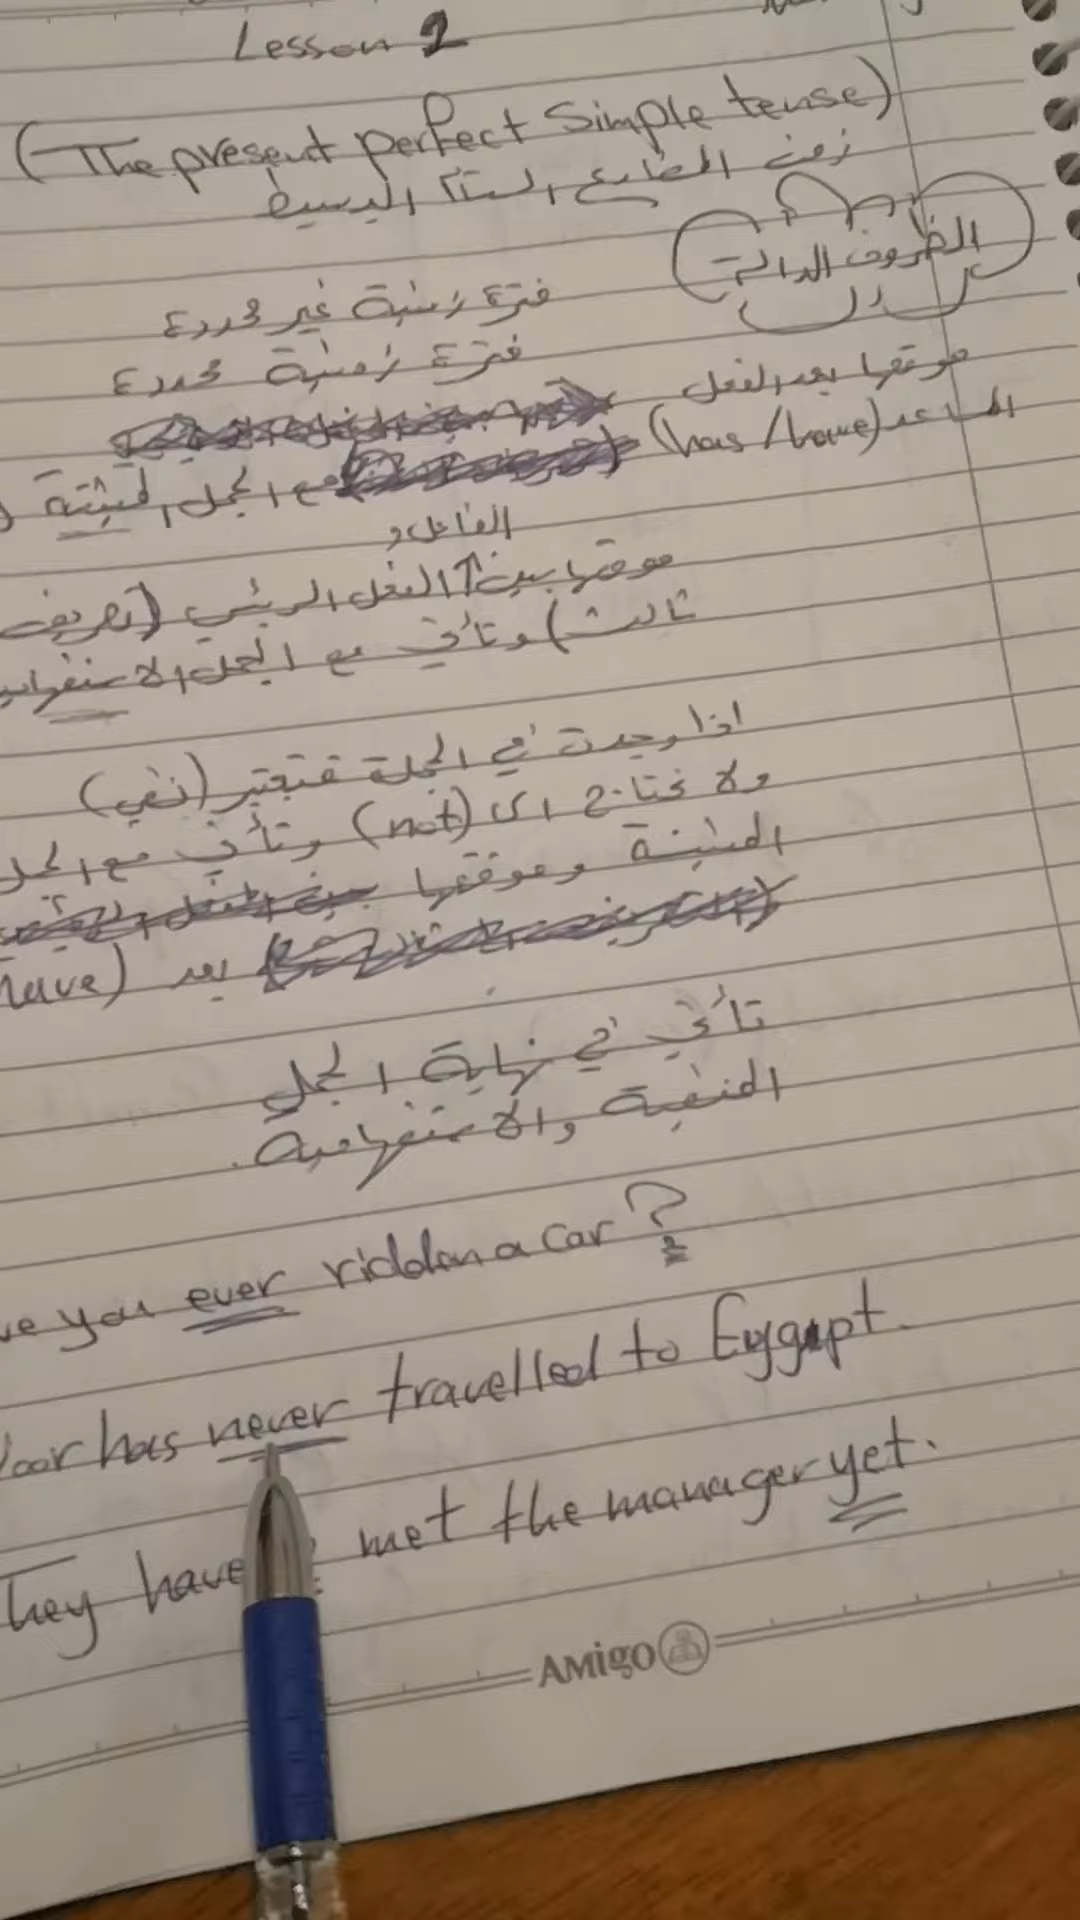 Lesson 2
(The present perfect Simple tense)
زمن المضارع التام البسيط
الظروف الدالة
فترة زمنية غير محددة
فترة زمنية محددة
موقعها بعد الفعل
المساعد (has/have)
مع الجمل المثبتة
الفاعل و
موقعها بين الفعل الرئيسي (تصريف
ثالث) وتأتي مع الجمل الاستفهامية
اذا وجدت في الجملة فتعتبر (نفي)
ولا تحتاج الى (not) وتأتي مع الجمل
المثبتة وموقعها
بعد (have
تأتي في نهاية الجمل
المنفية والاستفهامية.
ve you ever ridden a car?
oor has never travelled to Eygept.
They have met the manager yet.
AMigo